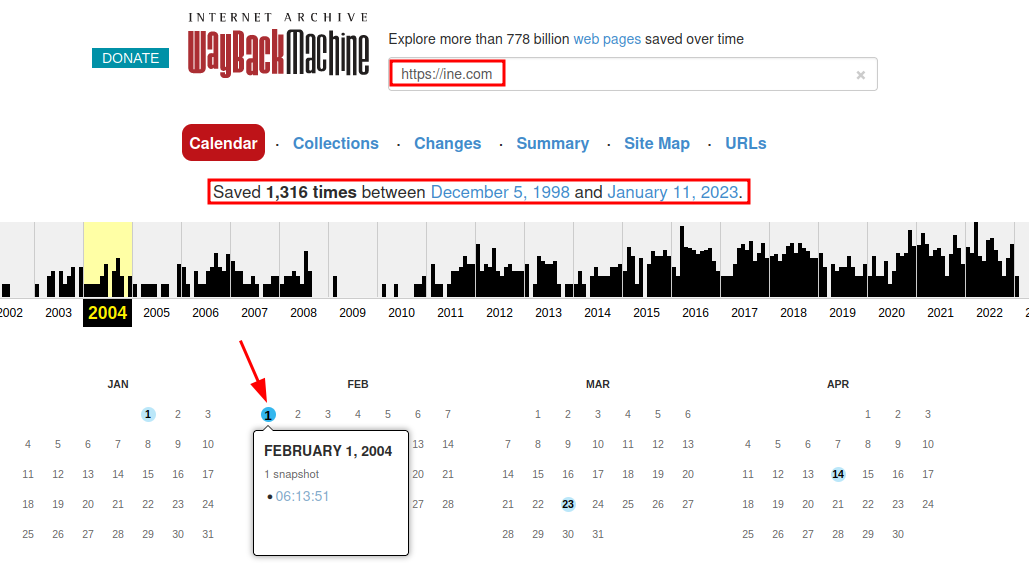 INTERNET ARCHIVE
WayBackMachine
DONATE
Explore more than 778 billion web pages saved over time
https://ine.com ×
Calendar · Collections · Changes · Summary · Site Map · URLs
Saved 1,316 times between December 5, 1998 and January 11, 2023.
2002 2003 2004 2005 2006 2007 2008 2009 2010 2011 2012 2013 2014 2015 2016 2017 2018 2019 2020 2021 2022 2
JAN
1 2 3
4 5 6 7 8 9 10
11 12 13 14 15 16 17
18 19 20 21 22 23 24
25 26 27 28 29 30 31
FEB
1 2 3 4 5 6 7
13 14
20 21
27 28
FEBRUARY 1, 2004
1 snapshot
• 06:13:51
MAR
1 2 3 4 5 6
7 8 9 10 11 12 13
14 15 16 17 18 19 20
21 22 23 24 25 26 27
28 29 30 31
APR
1 2 3
4 5 6 7 8 9 10
11 12 13 14 15 16 17
18 19 20 21 22 23 24
25 26 27 28 29 30